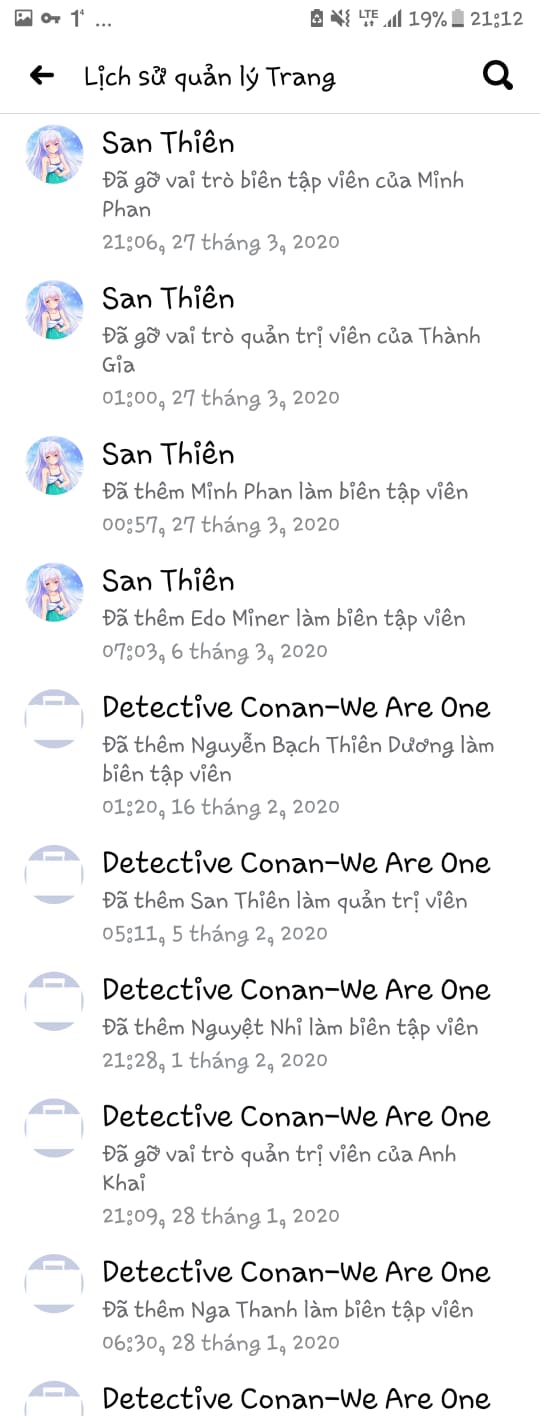 1 ...
LTE 19% 21:12
Lịch sử quản lý Trang
San Thiên
Đã gỡ vai trò biên tập viên của Minh
Phan
21:06, 27 tháng 3, 2020
San Thiên
Đã gỡ vai trò quản trị viên của Thành
Gia
01:00, 27 tháng 3, 2020
San Thiên
Đã thêm Minh Phan làm biên tập viên
00:57, 27 tháng 3, 2020
San Thiên
Đã thêm Edo Miner làm biên tập viên
07:03, 6 tháng 3, 2020
Detective Conan-We Are One
Đã thêm Nguyễn Bạch Thiên Dương làm
biên tập viên
01:20, 16 tháng 2, 2020
Detective Conan-We Are One
Đã thêm San Thiên làm quản trị viên
05:11, 5 tháng 2, 2020
Detective Conan-We Are One
Đã thêm Nguyệt Nhi làm biên tập viên
21:28, 1 tháng 2, 2020
Detective Conan-We Are One
Đã gỡ vai trò quản trị viên của Anh
Khai
21:09, 28 tháng 1, 2020
Detective Conan-We Are One
Đã thêm Nga Thanh làm biên tập viên
06:30, 28 tháng 1, 2020
Detective Conan-We Are One